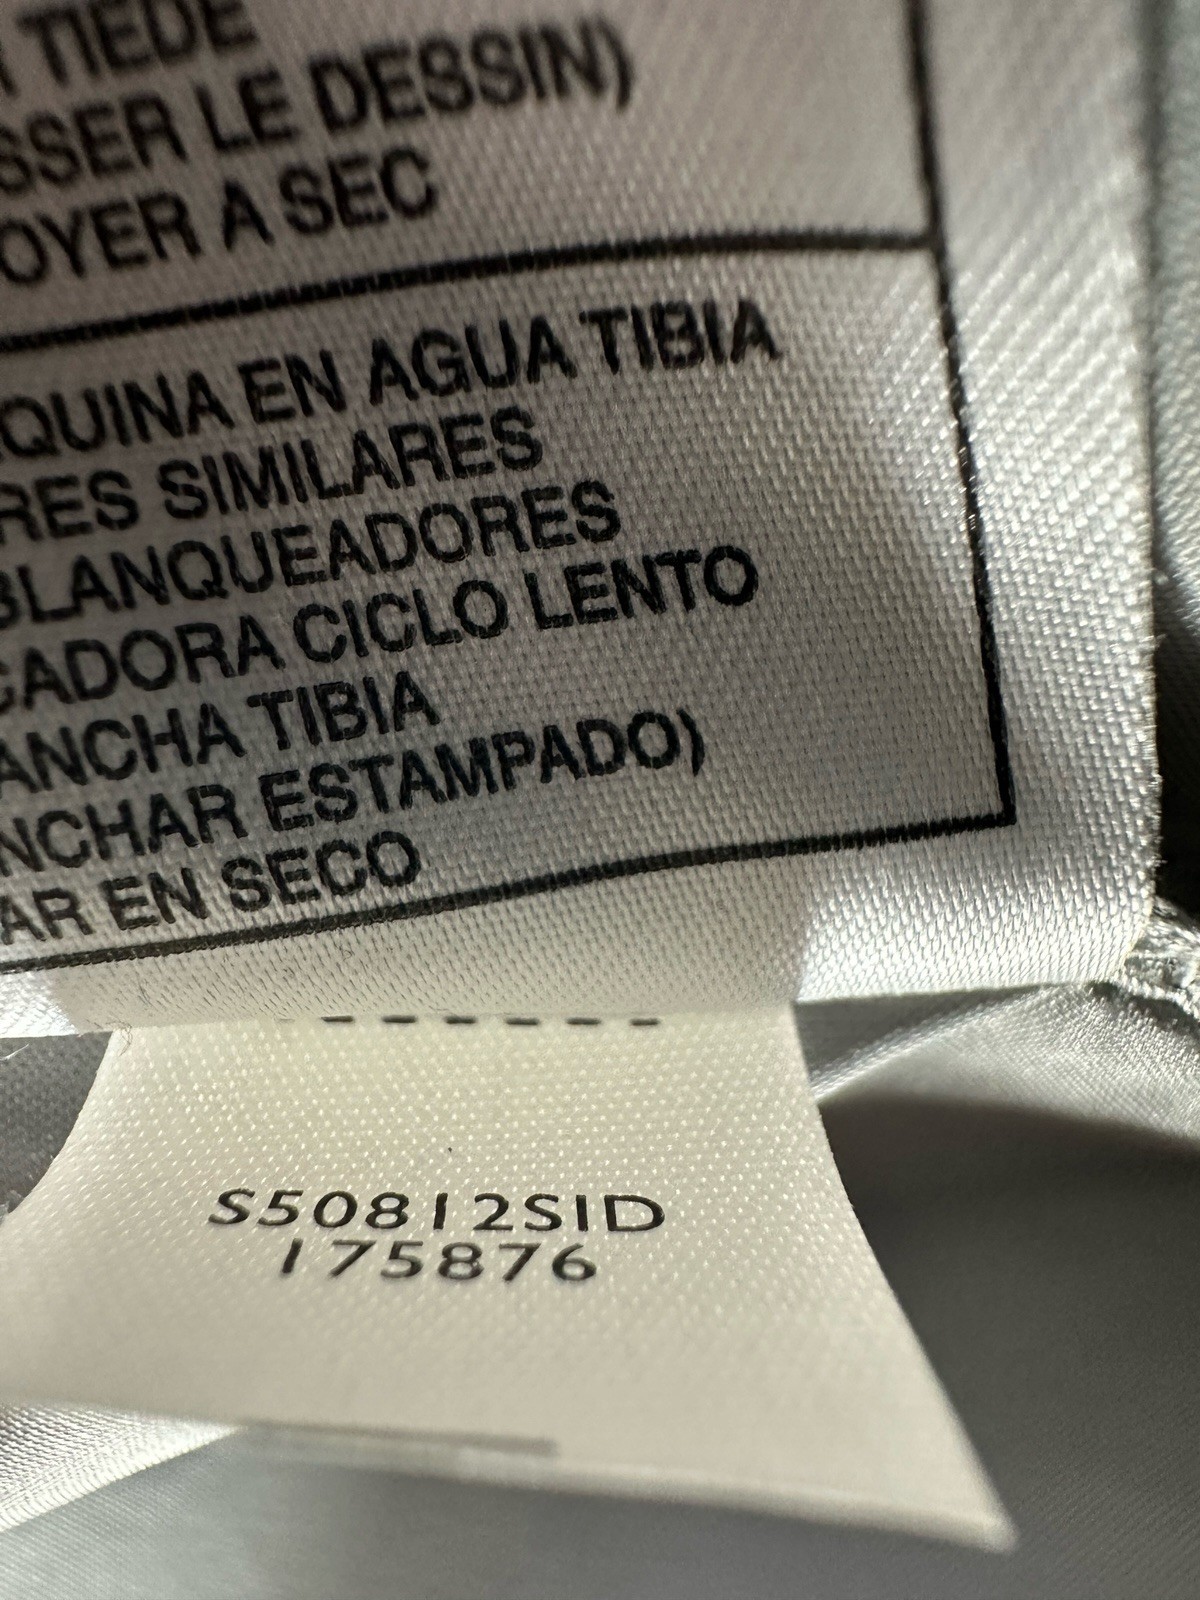 TIEDE
SSER LE DESSIN)
OYER A SEC
QUINA EN AGUA TIBIA
RES SIMILARES
BLANQUEADORES
CADORA CICLO LENTO
ANCHA TIBIA
NCHAR ESTAMPADO)
AR EN SECO
S50812SID
175876